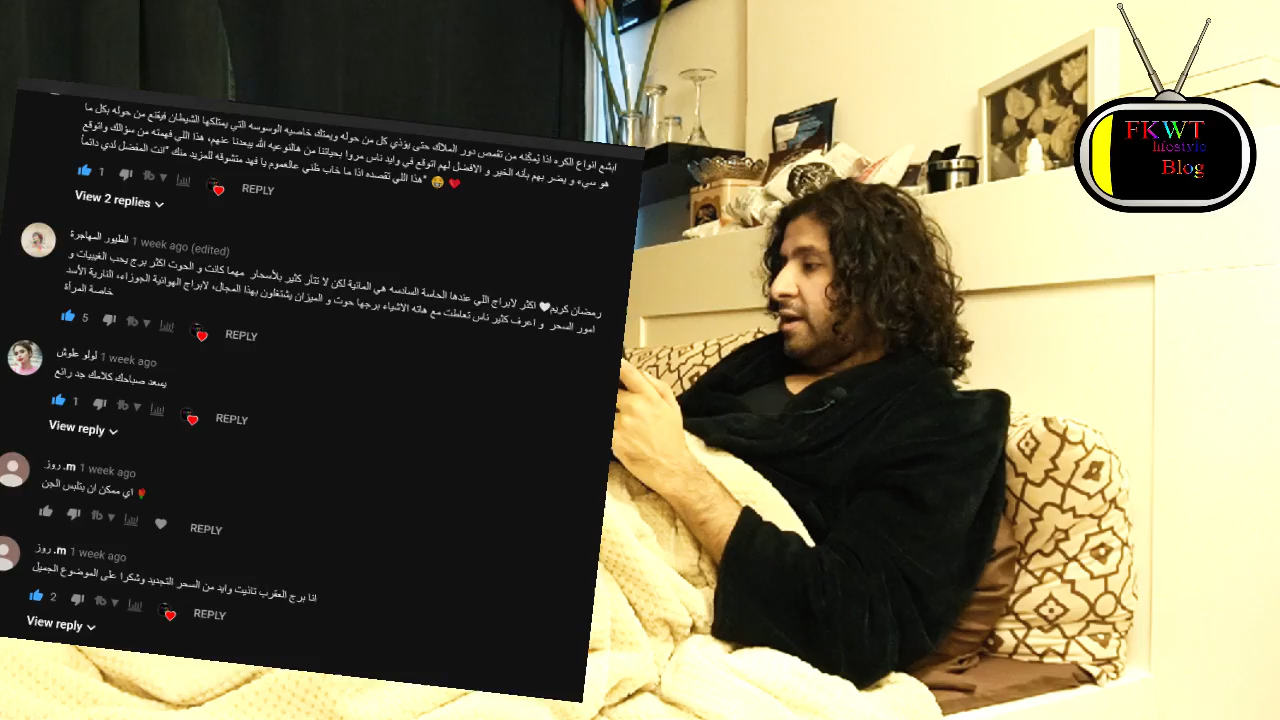 ابشع انواع الكره اذا يُمكّنه من تقمص دور الملاك حتى يؤذي كل من حوله ويمتلك خاصيه الوسوسه التي يمتلكها الشيطان فيقنع من حوله بكل ما
هو سيء و يضر بهم بأنه الخير و الافضل لهم اتوقع في وايد ناس مروا بحياتنا من هالنوعيه الله يبعدنا عنهم، هذا اللي فهمته من سؤالك واتوقع
هذا اللي تقصده اذا ما خاب ظني عالعموم يا فهد متشوقه للمزيد منك "انت المفضل لدي دائماً" 😁 ❤️
1 REPLY
View 2 replies
الطيور المهاجرة 1 week ago (edited)
رمضان كريم🤍 اكثر لابراج اللي عندها الحاسة السادسه هي المائية لكن لا تتأر كثير بالأسحار مهما كانت و الحوت اكثر برج يحب الغيبيات و
امور السحر و اعرف كثير ناس تعاطت مع هاته الاشياء برجها حوت و الميزان يشتغلون بهذا المجال، لابراج الهوائية الجوزاء، النارية الأسد
خاصة المرأة
5 REPLY
لولو علوش 1 week ago
يسعد صباحك كلامك جد رائع
1 REPLY
View reply
روز .m 1 week ago
اي ممكن ان يتلبس الجن 🌹
REPLY
روز .m 1 week ago
انا برج العقرب تاذيت وايد من السحر التجديد وشكرا على الموضوع الجميل
2 REPLY
View reply
FKWT
lifestyle
Blog